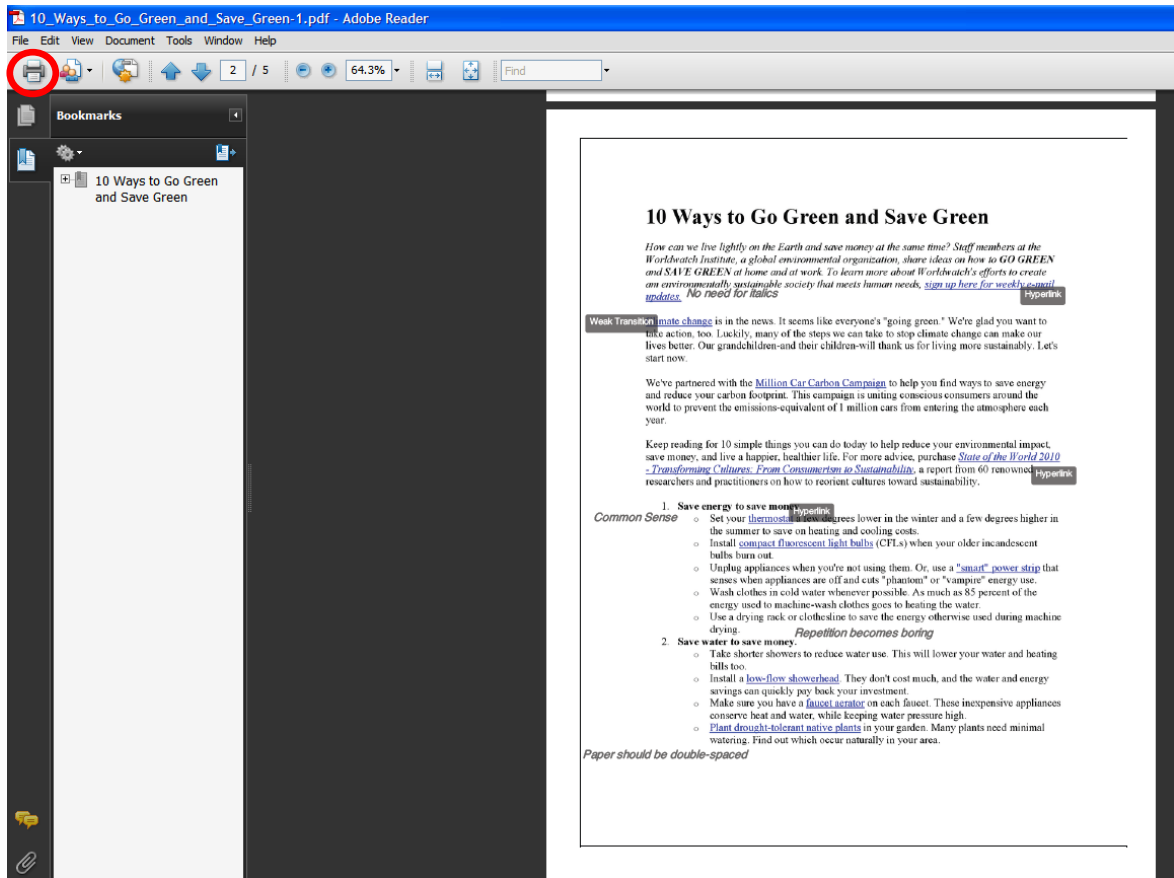 10_Ways_to_Go_Green_and_Save_Green-1.pdf - Adobe Reader
File Edit View Document Tools Window Help
2 / 5 64.3% Find
Bookmarks
10 Ways to Go Green
and Save Green
10 Ways to Go Green and Save Green
How can we live lightly on the Earth and save money at the same time? Staff members at the
Worldwatch Institute, a global environmental organization, share ideas on how to GO GREEN
and SAVE GREEN at home and at work. To learn more about Worldwatch's efforts to create
an environmentally sustainable society that meets human needs, sign up here for weekly e-mail
updates. No need for italics Hyperlink
Weak Transition imate change is in the news. It seems like everyone's "going green." We're glad you want to
take action, too. Luckily, many of the steps we can take to stop climate change can make our
lives better. Our grandchildren-and their children-will thank us for living more sustainably. Let's
start now.
We've partnered with the Million Car Carbon Campaign to help you find ways to save energy
and reduce your carbon footprint. This campaign is uniting conscious consumers around the
world to prevent the emissions-equivalent of 1 million cars from entering the atmosphere each
year.
Keep reading for 10 simple things you can do today to help reduce your environmental impact,
save money, and live a happier, healthier life. For more advice, purchase State of the World 2010
- Transforming Cultures: From Consumerism to Sustainability, a report from 60 renowned Hyperlink
researchers and practitioners on how to reorient cultures toward sustainability.
1. Save energy to save money. Hyperlink
Common Sense
o Set your thermostat a few degrees lower in the winter and a few degrees higher in
the summer to save on heating and cooling costs.
o Install compact fluorescent light bulbs (CFLs) when your older incandescent
bulbs burn out.
o Unplug appliances when you're not using them. Or, use a "smart" power strip that
senses when appliances are off and cuts "phantom" or "vampire" energy use.
o Wash clothes in cold water whenever possible. As much as 85 percent of the
energy used to machine-wash clothes goes to heating the water.
o Use a drying rack or clothesline to save the energy otherwise used during machine
drying. Repetition becomes boring
2. Save water to save money.
o Take shorter showers to reduce water use. This will lower your water and heating
bills too.
o Install a low-flow showerhead. They don't cost much, and the water and energy
savings can quickly pay back your investment.
o Make sure you have a faucet aerator on each faucet. These inexpensive appliances
conserve heat and water, while keeping water pressure high.
o Plant drought-tolerant native plants in your garden. Many plants need minimal
watering. Find out which occur naturally in your area.
Paper should be double-spaced